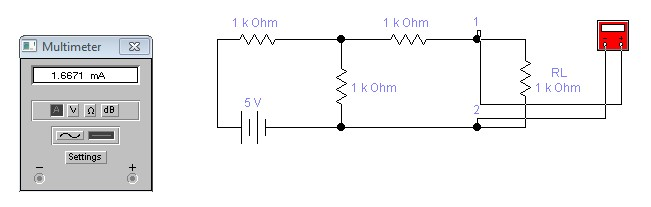 Multimeter
1.6671 mA
A V Ω dB
Settings
− +
1 k Ohm
1 k Ohm
1
1 k Ohm
RL
1 k Ohm
5 V
2
− +